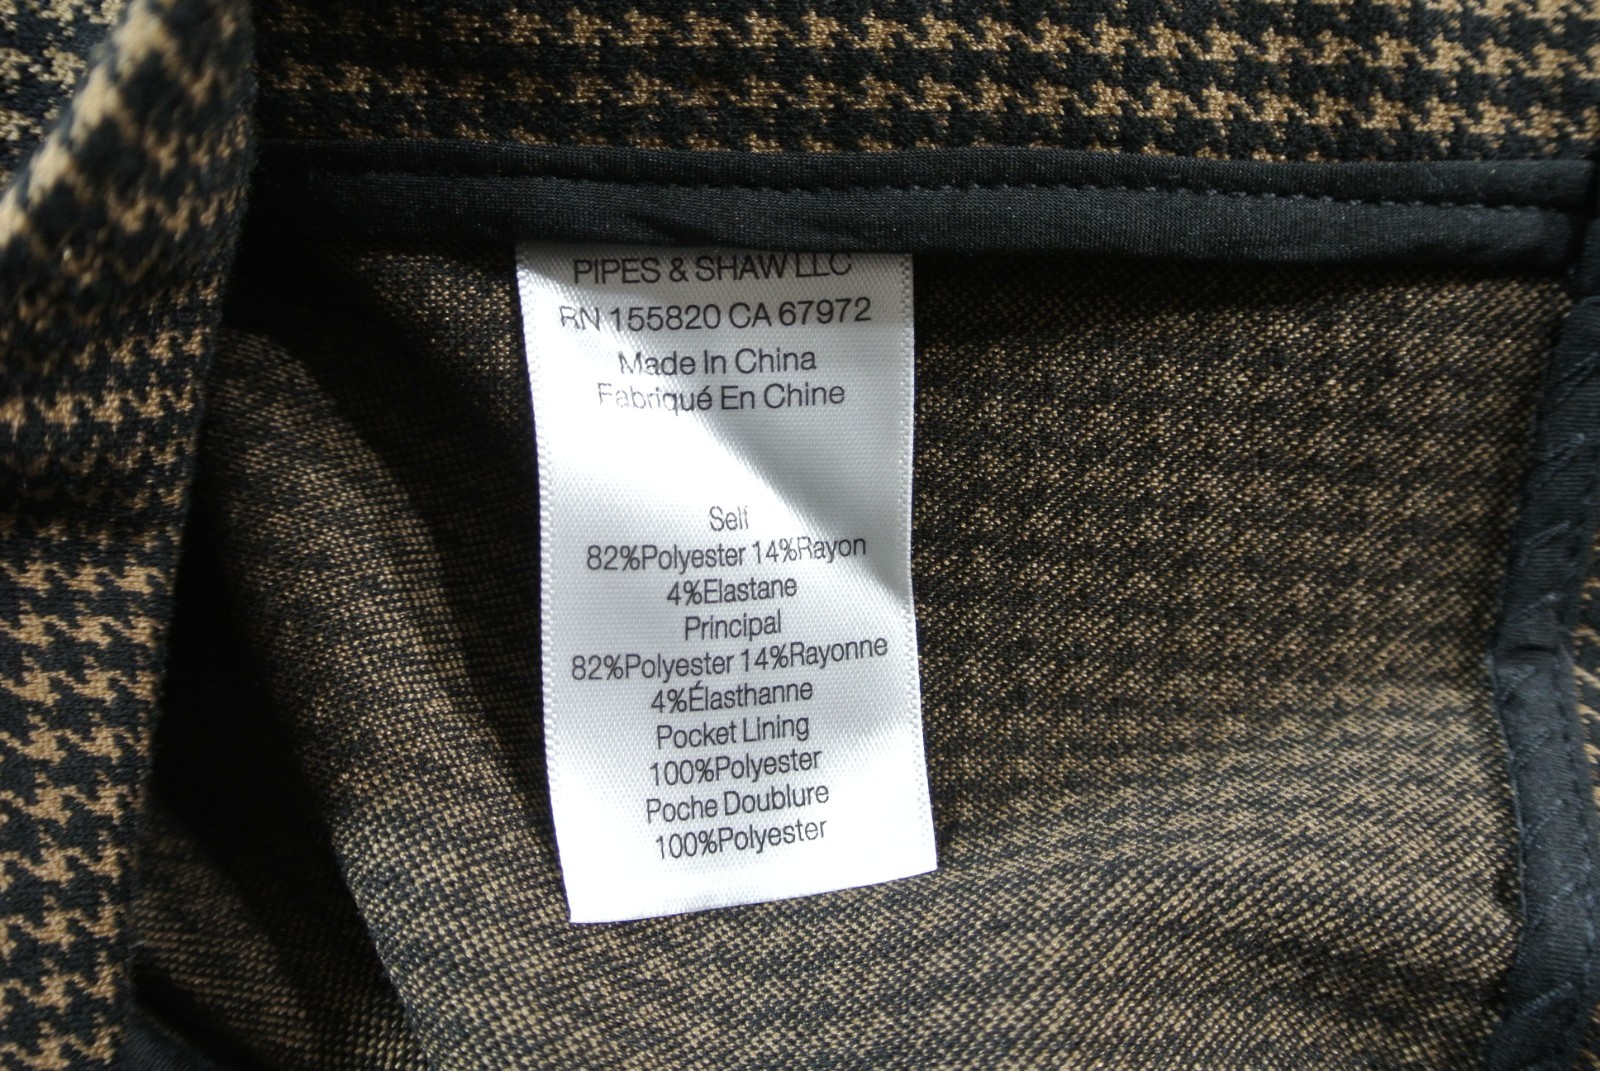 PIPES & SHAW LLC
RN 155820 CA 67972
Made In China
Fabriqué En Chine
Self
82%Polyester 14%Rayon
4%Elastane
Principal
82%Polyester 14%Rayonne
4%Élasthanne
Pocket Lining
100%Polyester
Poche Doublure
100%Polyester